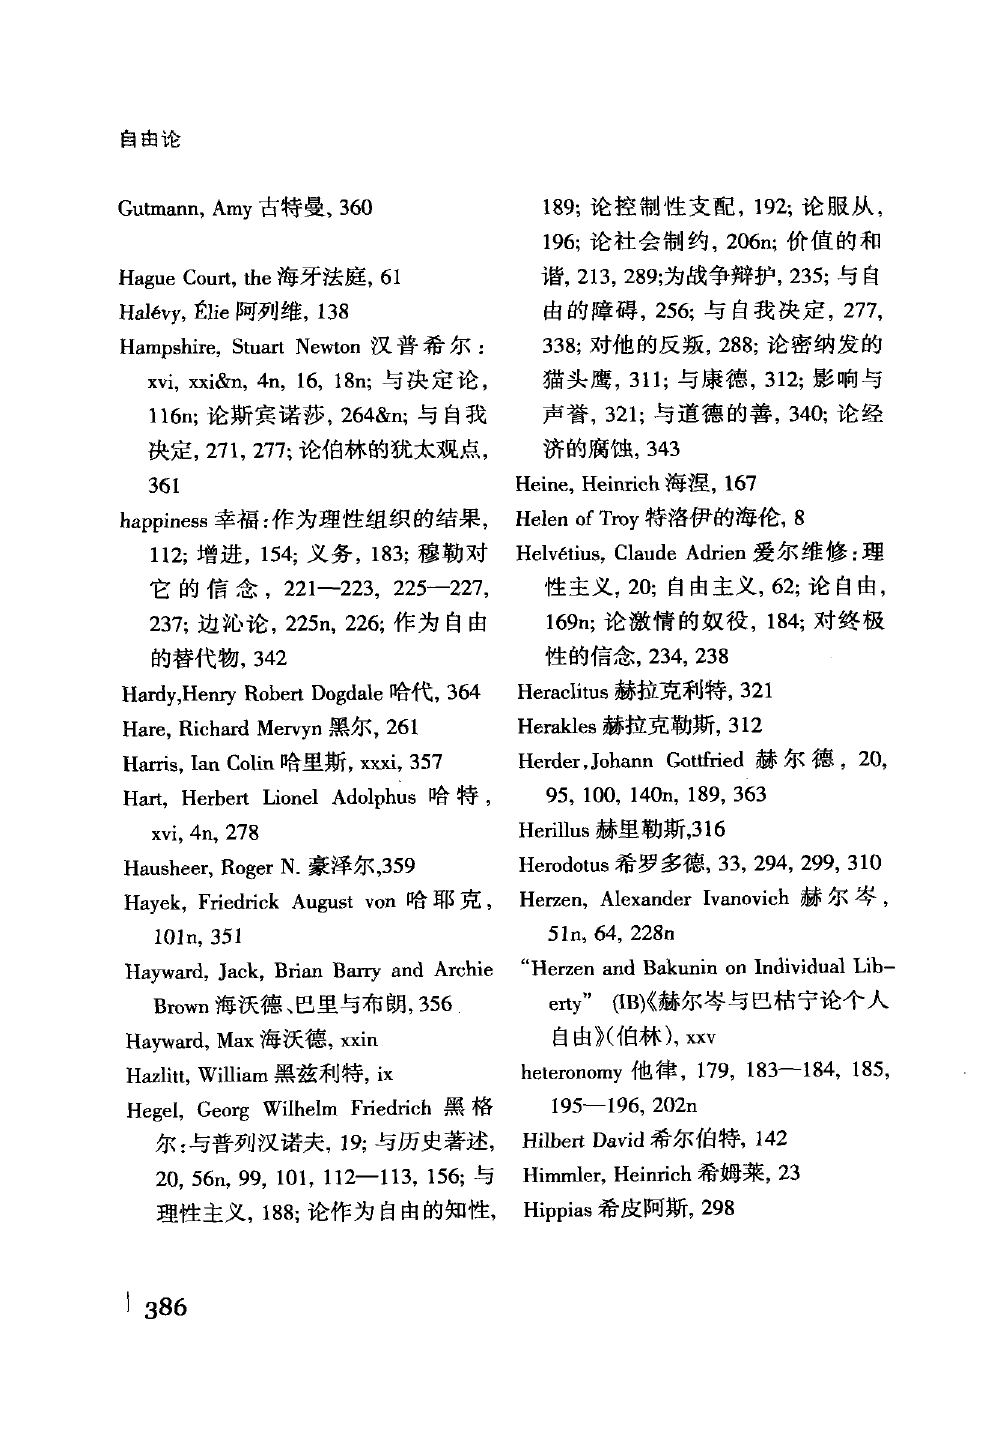 自由论
Gutmann, Amy 古特曼, 360
Hague Court, the 海牙法庭, 61
Halévy, Élie 阿列维, 138
Hampshire, Stuart Newton 汉普希尔:
xvi, xxi&n, 4n, 16, 18n; 与决定论,
116n; 论斯宾诺莎, 264&n; 与自我
决定, 271, 277; 论伯林的犹太观点,
361
happiness 幸福:作为理性组织的结果,
112; 增进, 154; 义务, 183; 穆勒对
它的信念, 221—223, 225—227,
237; 边沁论, 225n, 226; 作为自由
的替代物, 342
Hardy,Henry Robert Dogdale 哈代, 364
Hare, Richard Mervyn 黑尔, 261
Harris, Ian Colin 哈里斯, xxxi, 357
Hart, Herbert Lionel Adolphus 哈特,
xvi, 4n, 278
Hausheer, Roger N. 豪泽尔,359
Hayek, Friedrick August von 哈耶克,
101n, 351
Hayward, Jack, Brian Barry and Archie
Brown 海沃德、巴里与布朗, 356
Hayward, Max 海沃德, xxin
Hazlitt, William 黑兹利特, ix
Hegel, Georg Wilhelm Friedrich 黑格
尔:与普列汉诺夫, 19; 与历史著述,
20, 56n, 99, 101, 112—113, 156; 与
理性主义, 188; 论作为自由的知性,
189; 论控制性支配, 192; 论服从,
196; 论社会制约, 206n; 价值的和
谐, 213, 289;为战争辩护, 235; 与自
由的障碍, 256; 与自我决定, 277,
338; 对他的反叛, 288; 论密纳发的
猫头鹰, 311; 与康德, 312; 影响与
声誉, 321; 与道德的善, 340; 论经
济的腐蚀, 343
Heine, Heinrich 海涅, 167
Helen of Troy 特洛伊的海伦, 8
Helvétius, Claude Adrien 爱尔维修:理
性主义, 20; 自由主义, 62; 论自由,
169n; 论激情的奴役, 184; 对终极
性的信念, 234, 238
Heraclitus 赫拉克利特, 321
Herakles 赫拉克勒斯, 312
Herder,Johann Gottfried 赫尔德, 20,
95, 100, 140n, 189, 363
Herillus 赫里勒斯,316
Herodotus 希罗多德, 33, 294, 299, 310
Herzen, Alexander Ivanovich 赫尔岑,
51n, 64, 228n
“Herzen and Bakunin on Individual Lib-
erty” (IB)《赫尔岑与巴枯宁论个人
自由》(伯林), xxv
heteronomy 他律, 179, 183—184, 185,
195—196, 202n
Hilbert David 希尔伯特, 142
Himmler, Heinrich 希姆莱, 23
Hippias 希皮阿斯, 298
386